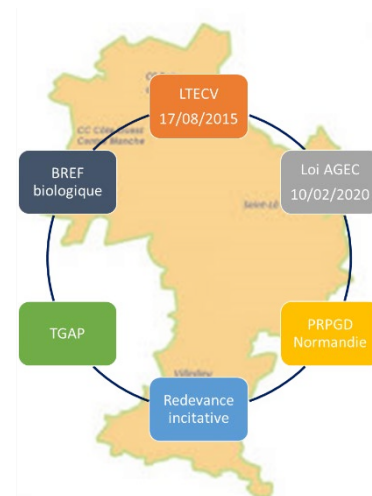 LTECV
17/08/2015
CC Côte Ouest
Centre Manche
BREF
biologique
Loi AGEC
10/02/2020
Saint-Lô
TGAP
PRPGD
Normandie
Villedieu
Redevance
incitative